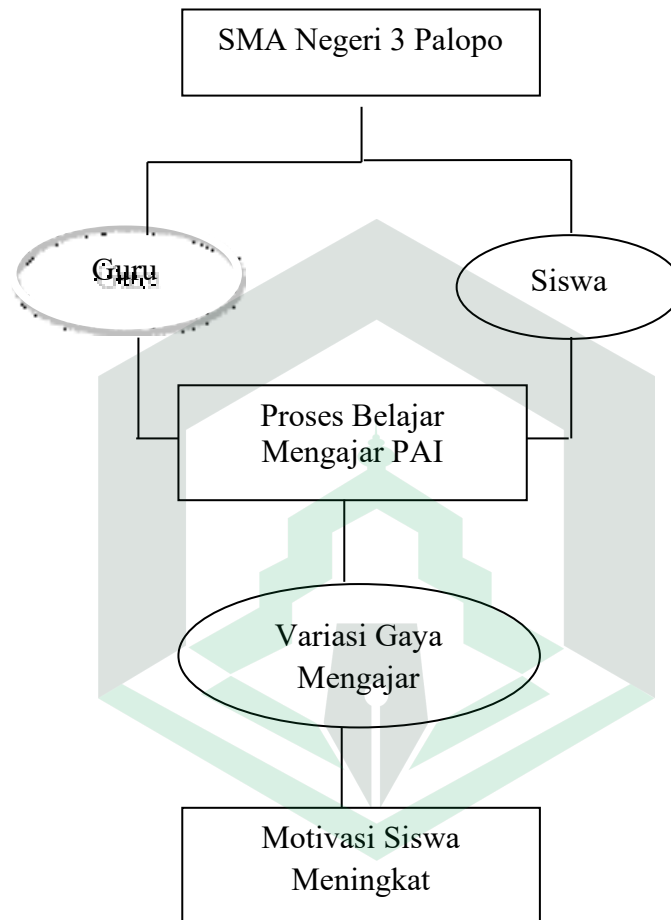 SMA Negeri 3 Palopo
Guru
Siswa
Proses Belajar
Mengajar PAI
Variasi Gaya
Mengajar
Motivasi Siswa
Meningkat